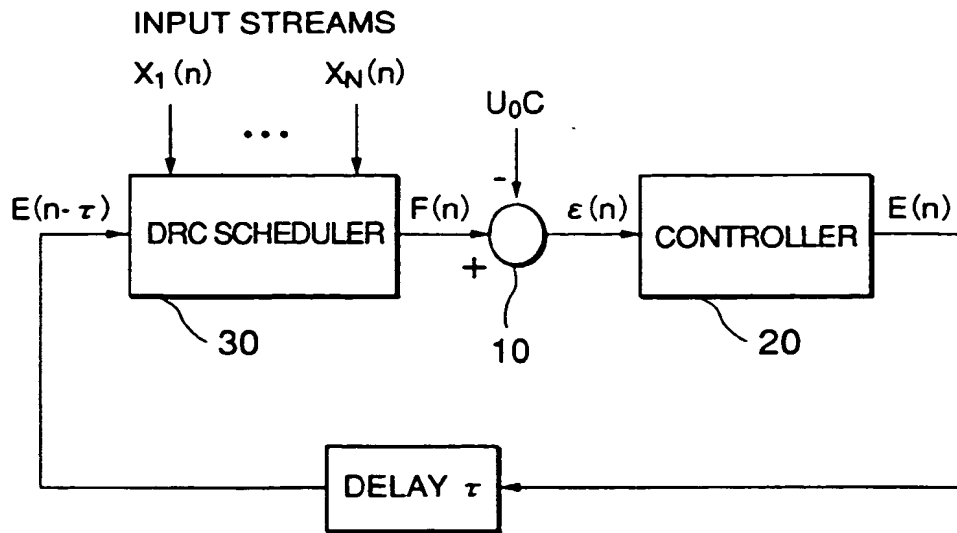 INPUT STREAMS
X₁(n)
X_N(n)
• • •
U₀C
-
E(n-τ)
DRC SCHEDULER
F(n)
+
ε(n)
CONTROLLER
E(n)
30
10
20
DELAY τ